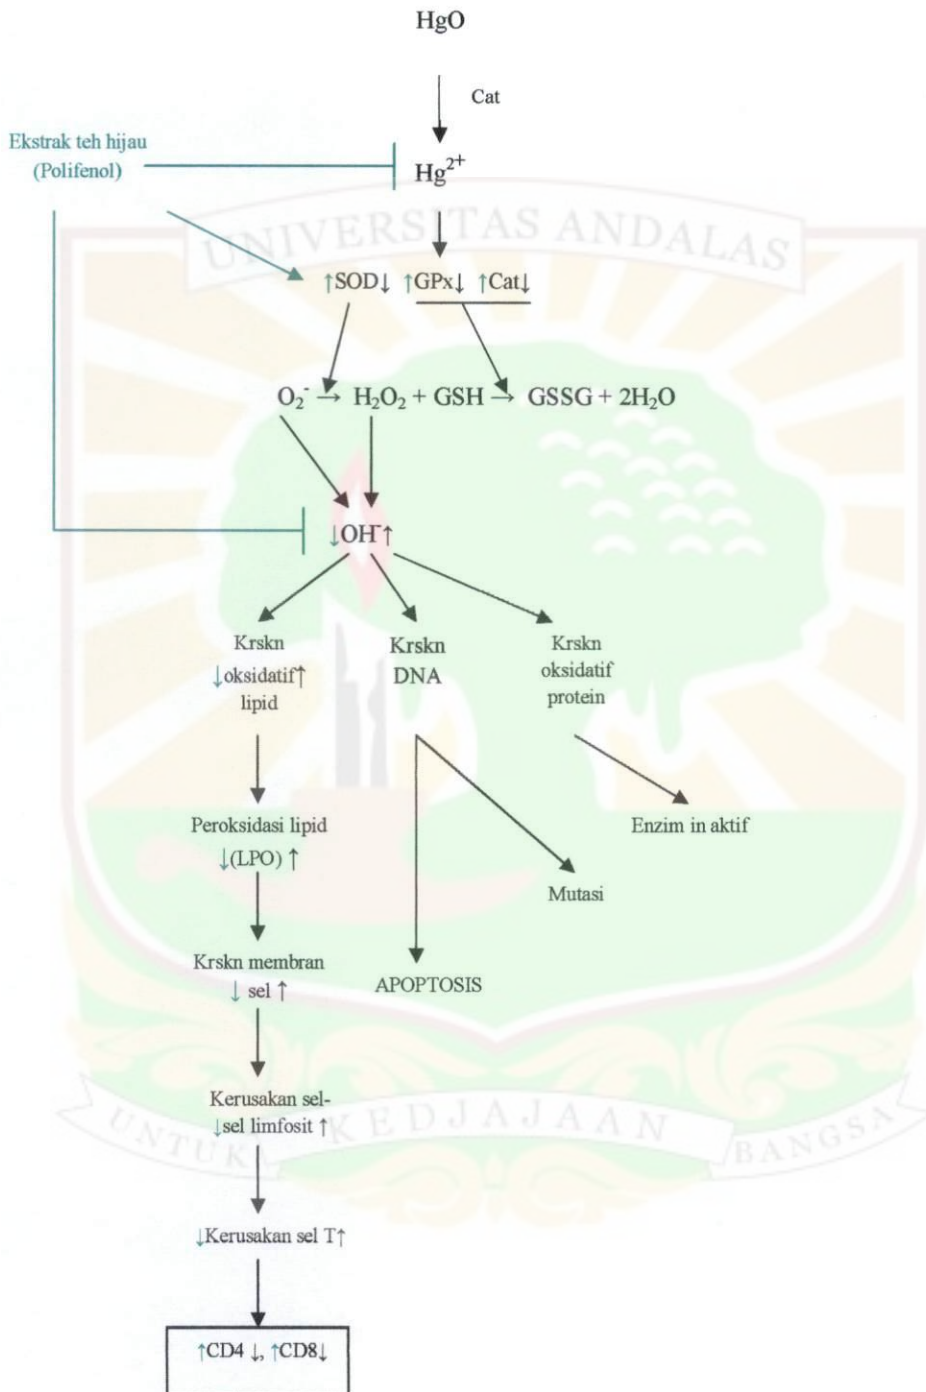 HgO
Cat
Ekstrak teh hijau
(Polifenol)
Hg²⁺
UNIVERSITAS ANDALAS
↑SOD↓ ↑GPx↓ ↑Cat↓
O₂⁻ → H₂O₂ + GSH → GSSG + 2H₂O
↓OH⁻↑
Krskn
↓oksidatif↑
lipid
Krskn
DNA
Krskn
oksidatif
protein
Peroksidasi lipid
↓(LPO) ↑
Enzim in aktif
Mutasi
Krskn membran
↓ sel ↑
APOPTOSIS
Kerusakan sel-
↓sel limfosit ↑
UNTUK KEDJAJAAN BANGSA
↓Kerusakan sel T↑
↑CD4 ↓, ↑CD8↓